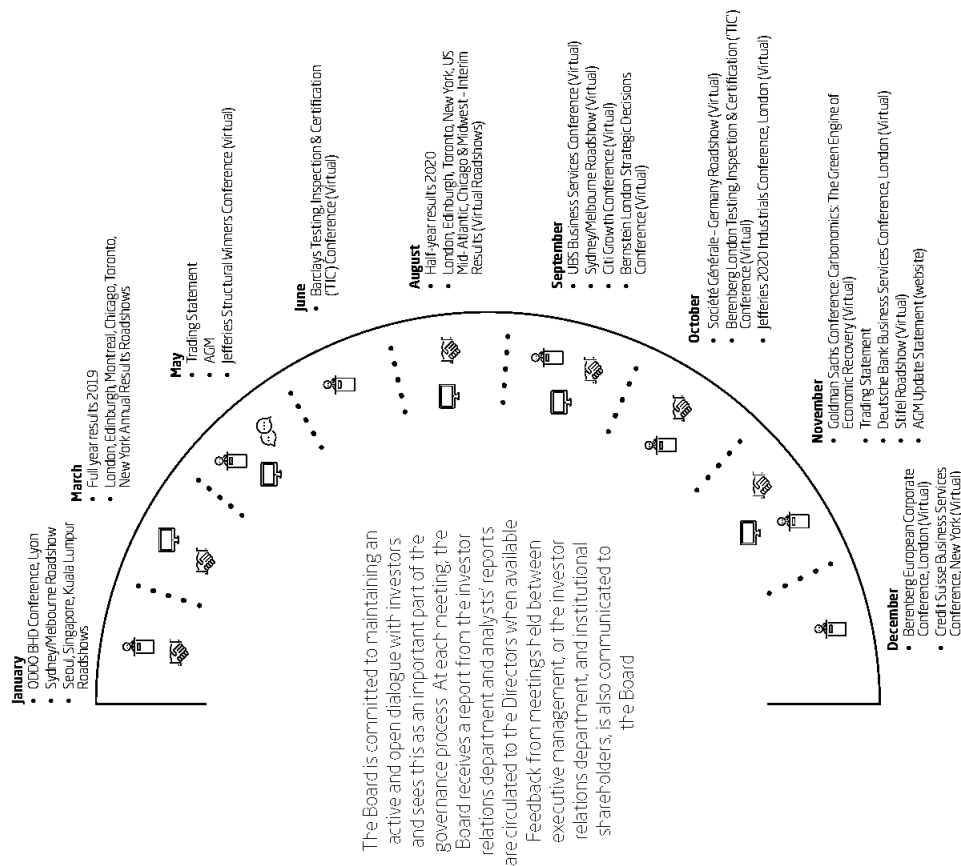 January
• ODDO BHD Conference, Lyon
• Sydney/Melbourne Roadshow
• Seoul, Singapore, Kuala Lumpur
Roadshows
March
• Full year results 2019
• London, Edinburgh, Montreal, Chicago, Toronto,
New York Annual Results Roadshows
May
• Trading Statement
• AGM
• Jefferies Structural Winners Conference (virtual)
June
• Barclays Testing, Inspection & Certification
('TIC') Conference (Virtual)
August
• Half-year results 2020
• London, Edinburgh, Toronto, New York, US
Mid-Atlantic, Chicago & Midwest – Interim
Results (Virtual Roadshows)
September
• UBS Business Services Conference (Virtual)
• Sydney/Melbourne Roadshow (Virtual)
• Citi Growth Conference (Virtual)
• Bernstein London Strategic Decisions
Conference (Virtual)
October
• Société Générale – Germany Roadshow (Virtual)
• Berenberg London Testing, Inspection & Certification ('TIC')
Conference (Virtual)
• Jefferies 2020 Industrials Conference, London (Virtual)
November
• Goldman Sachs Conference: Carbonomics: The Green Engine of
Economic Recovery (Virtual)
• Trading Statement
• Deutsche Bank Business Services Conference, London (Virtual)
• Stifel Roadshow (Virtual)
• AGM Update Statement (website)
December
• Berenberg European Corporate
Conference, London (Virtual)
• Credit Suisse Business Services
Conference, New York (Virtual)
The Board is committed to maintaining an
active and open dialogue with investors
and sees this as an important part of the
governance process. At each meeting, the
Board receives a report from the investor
relations department and analysts' reports
are circulated to the Directors when available
Feedback from meetings held between
executive management, or the investor
relations department, and institutional
shareholders, is also communicated to
the Board